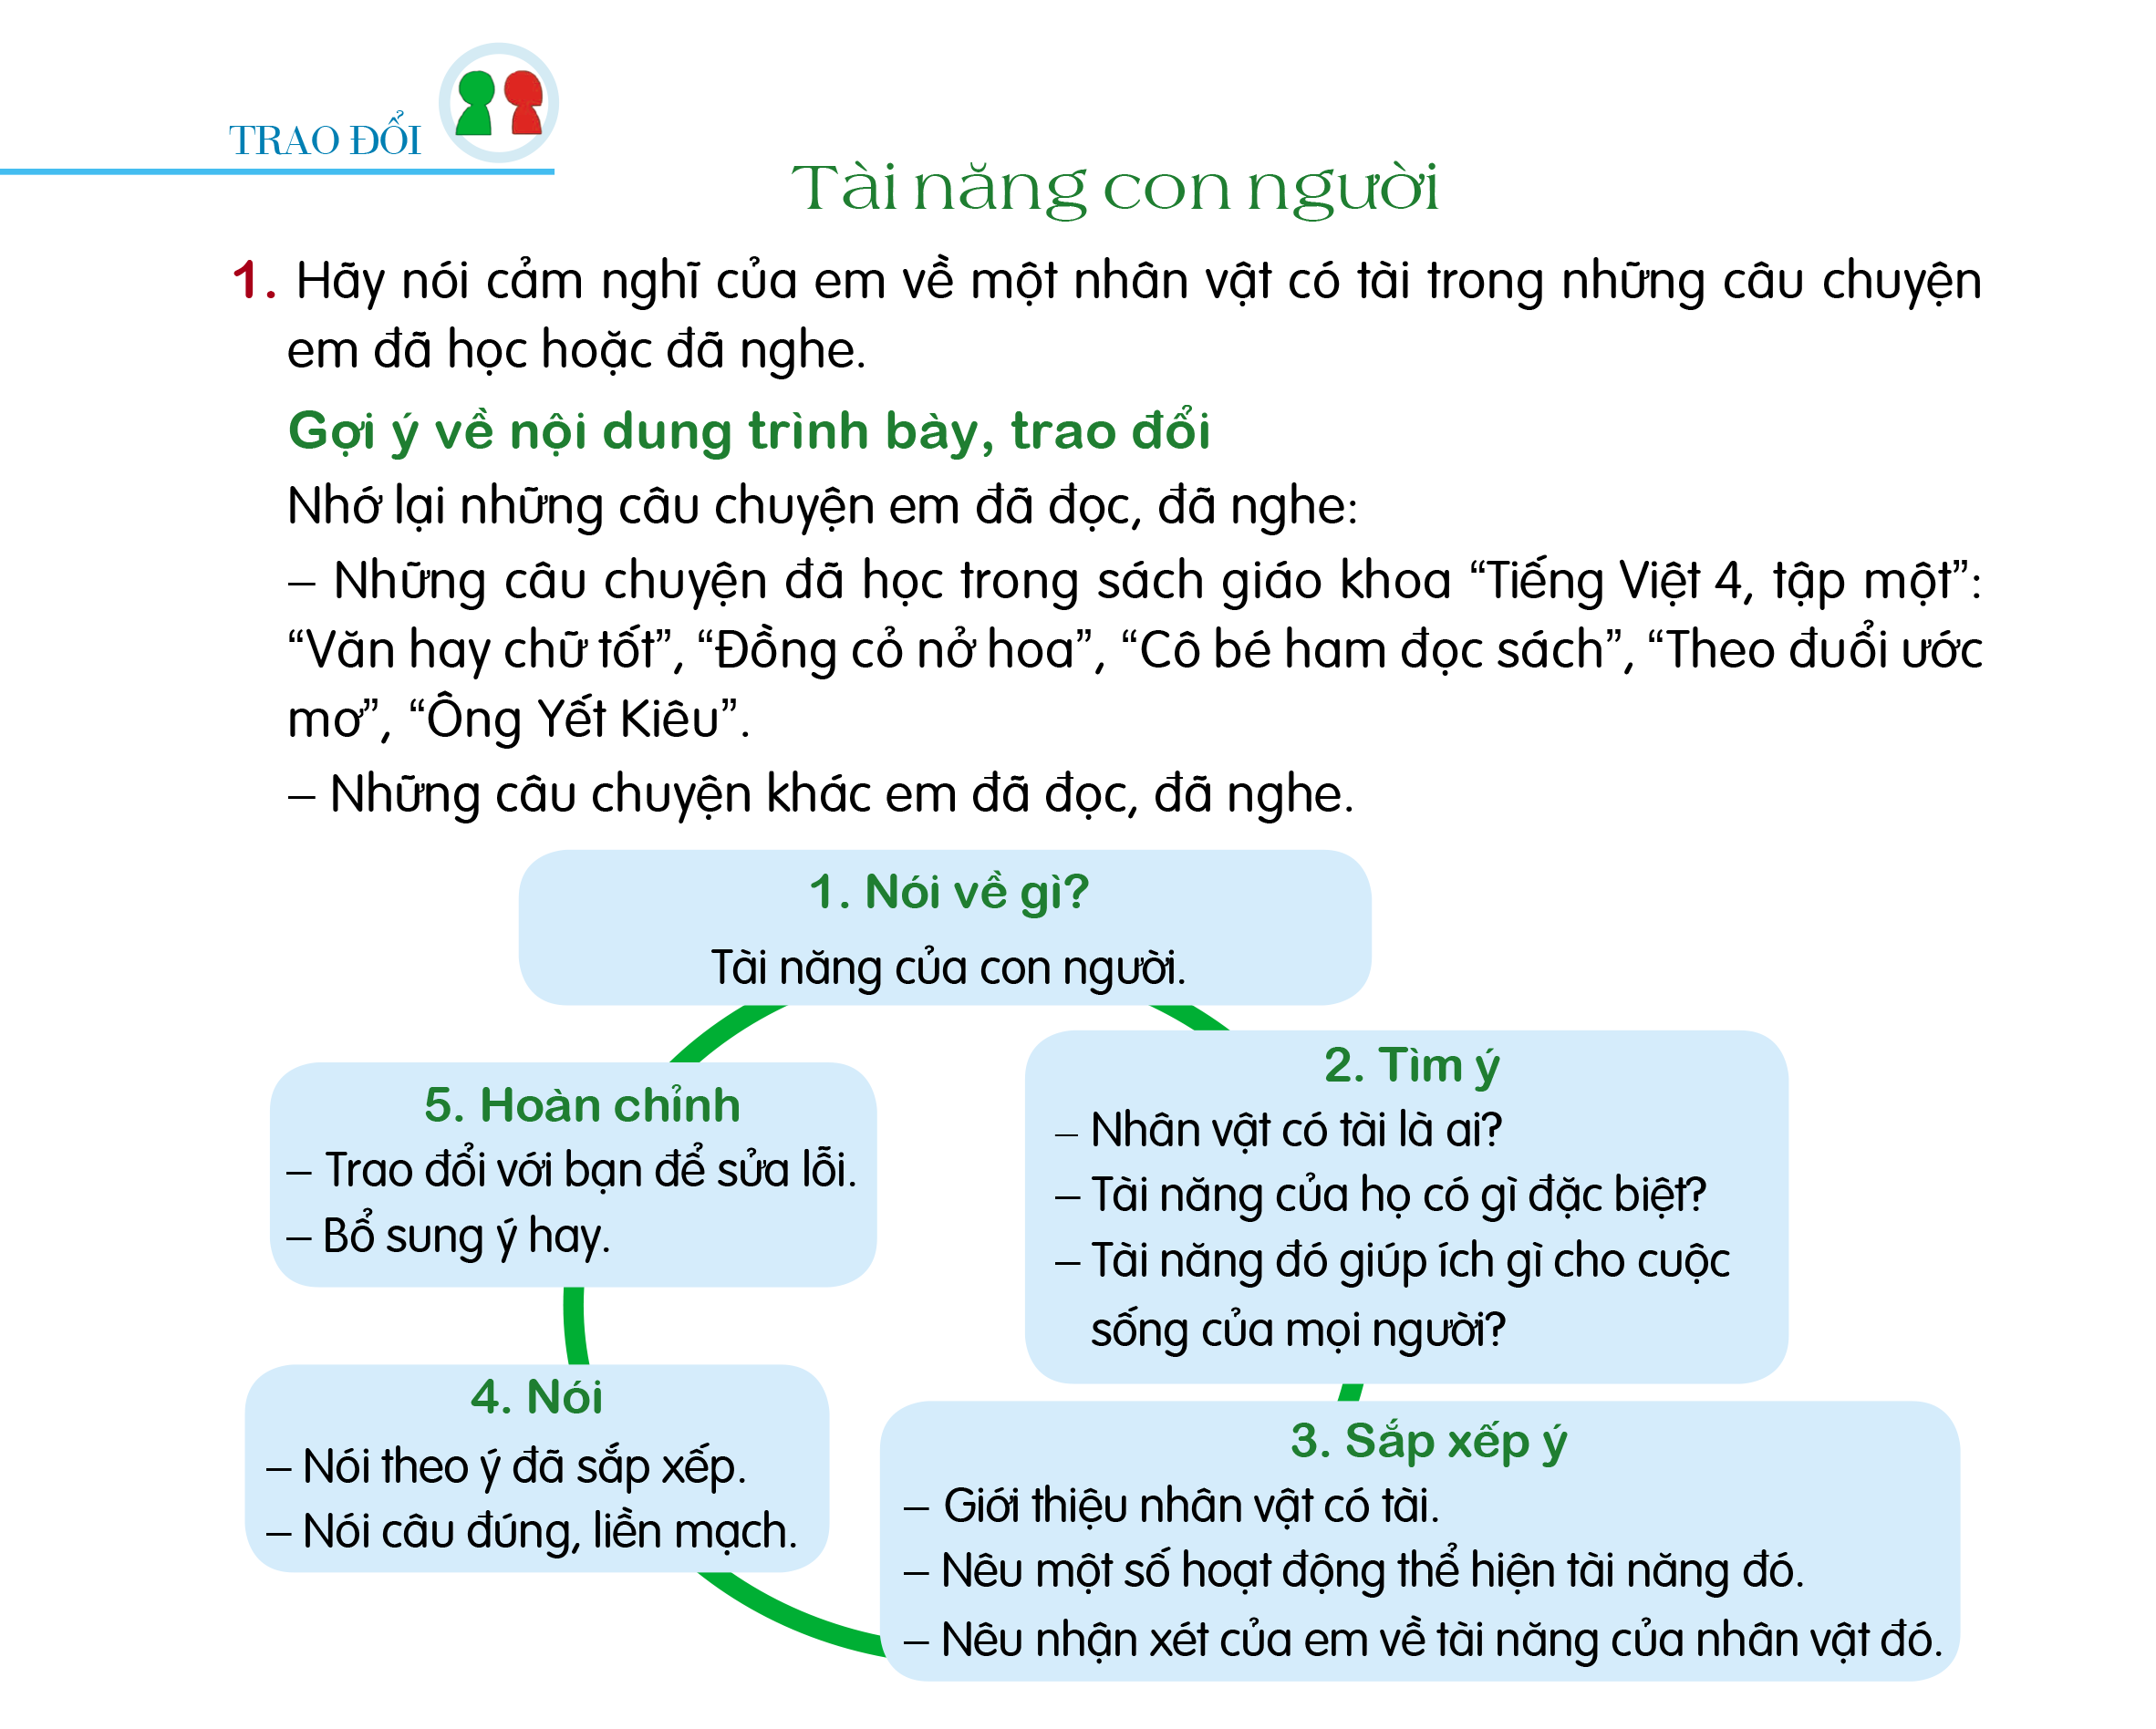 TRAO ĐỔI
Tài năng con người
1. Hãy nói cảm nghĩ của em về một nhân vật có tài trong những câu chuyện
em đã học hoặc đã nghe.
Gợi ý về nội dung trình bày, trao đổi
Nhớ lại những câu chuyện em đã đọc, đã nghe:
– Những câu chuyện đã học trong sách giáo khoa “Tiếng Việt 4, tập một”:
“Văn hay chữ tốt”, “Đồng cỏ nở hoa”, “Cô bé ham đọc sách”, “Theo đuổi ước
mơ”, “Ông Yết Kiêu”.
– Những câu chuyện khác em đã đọc, đã nghe.
1. Nói về gì?
Tài năng của con người.
2. Tìm ý
– Nhân vật có tài là ai?
– Tài năng của họ có gì đặc biệt?
– Tài năng đó giúp ích gì cho cuộc
sống của mọi người?
3. Sắp xếp ý
– Giới thiệu nhân vật có tài.
– Nêu một số hoạt động thể hiện tài năng đó.
– Nêu nhận xét của em về tài năng của nhân vật đó.
4. Nói
– Nói theo ý đã sắp xếp.
– Nói câu đúng, liền mạch.
5. Hoàn chỉnh
– Trao đổi với bạn để sửa lỗi.
– Bổ sung ý hay.